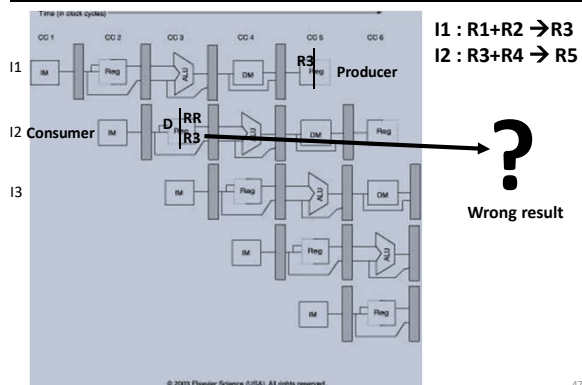 Time (in clock cycles)
CC 1 CC 2 CC 3 CC 4 CC 5 CC 6
I1 : R1+R2 →R3
I2 : R3+R4 → R5
I1 IM Reg ALU DM R3 Reg Producer
I2 Consumer IM D Reg RR R3 ALU DM Reg
?
Wrong result
I3 IM Reg ALU DM
IM Reg ALU
IM Reg
© 2003 Elsevier Science (USA). All rights reserved.
47